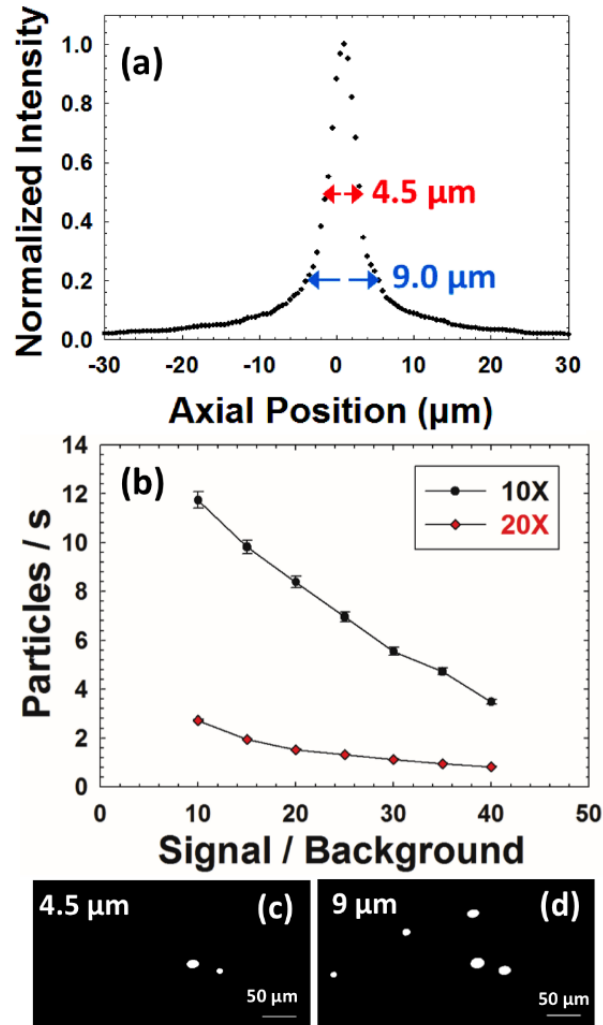 (a)
Normalized Intensity
1.0
0.8
0.6
0.4
0.2
0.0
4.5 µm
9.0 µm
-30 -20 -10 0 10 20 30
Axial Position (µm)
(b)
Particles / s
14
12
10
8
6
4
2
0
10X
20X
0 10 20 30 40 50
Signal / Background
4.5 µm (c)
50 µm
9 µm (d)
50 µm